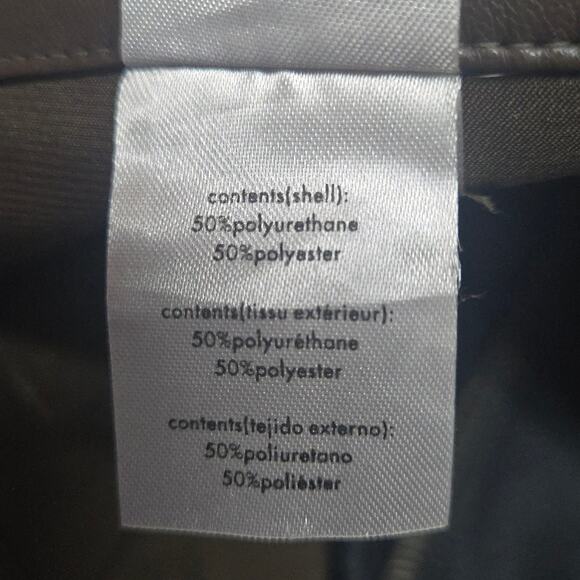 contents(shell):
50%polyurethane
50%polyester
contents(tissu extérieur):
50%polyuréthane
50%polyester
contents(tejido externo):
50%poliuretano
50%poliéster